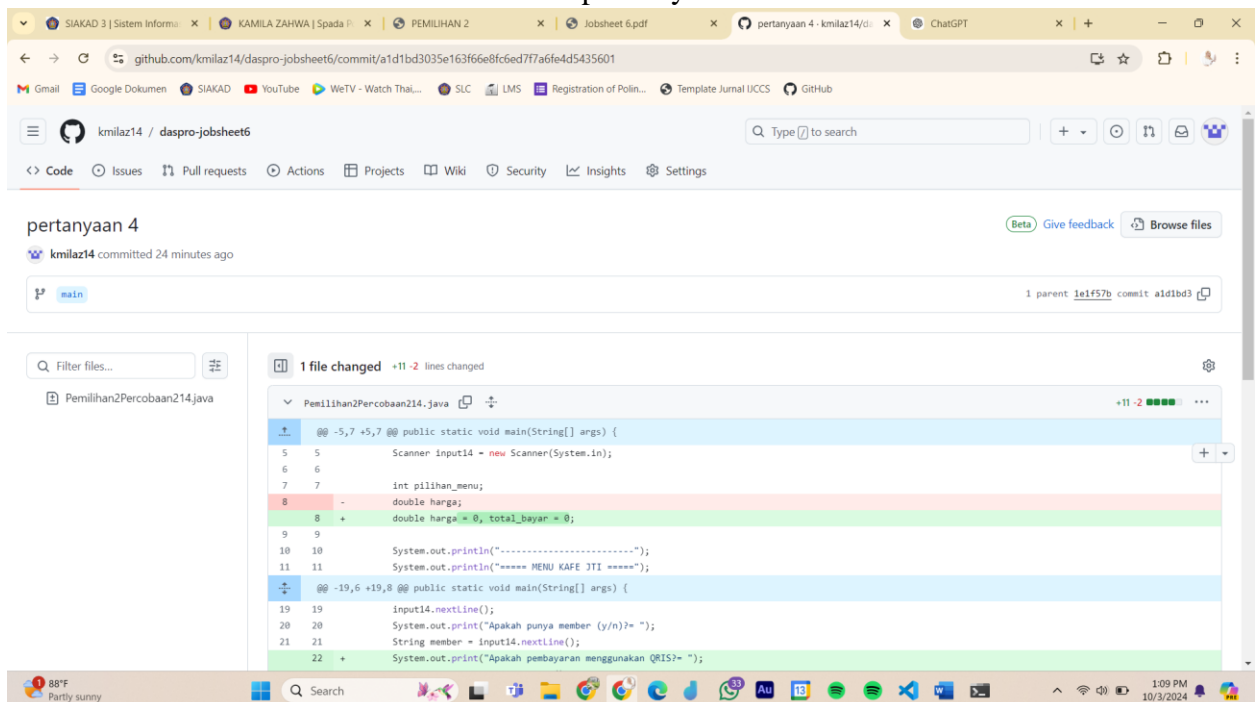 SIAKAD 3 | Sistem Informa
KAMILA ZAHWA | Spada P
PEMILIHAN 2
Jobsheet 6.pdf
pertanyaan 4 · kmilaz14/da
ChatGPT
github.com/kmilaz14/daspro-jobsheet6/commit/a1d1bd3035e163f66e8fc6ed7f7a6fe4d5435601
Gmail Google Dokumen SIAKAD YouTube WeTV - Watch Thai,... SLC LMS Registration of Polin... Template Jurnal IJCCS GitHub
kmilaz14 / daspro-jobsheet6
Type / to search
Code Issues Pull requests Actions Projects Wiki Security Insights Settings
pertanyaan 4
Beta Give feedback Browse files
kmilaz14 committed 24 minutes ago
main
1 parent 1e1f57b commit a1d1bd3
Filter files...
1 file changed +11 -2 lines changed
Pemilihan2Percobaan214.java
Pemilihan2Percobaan214.java
+11 -2
@@ -5,7 +5,7 @@ public static void main(String[] args) {
5 5 Scanner input14 = new Scanner(System.in);
6 6
7 7 int pilihan_menu;
8 - double harga;
8 + double harga = 0, total_bayar = 0;
9 9
10 10 System.out.println("-------------------------");
11 11 System.out.println("===== MENU KAFE JTI =====");
@@ -19,6 +19,8 @@ public static void main(String[] args) {
19 19 input14.nextLine();
20 20 System.out.print("Apakah punya member (y/n)?= ");
21 21 String member = input14.nextLine();
22 + System.out.print("Apakah pembayaran menggunakan QRIS?= ");
1
88°F
Partly sunny
Search
33
Au
13
1:09 PM
10/3/2024
PRE